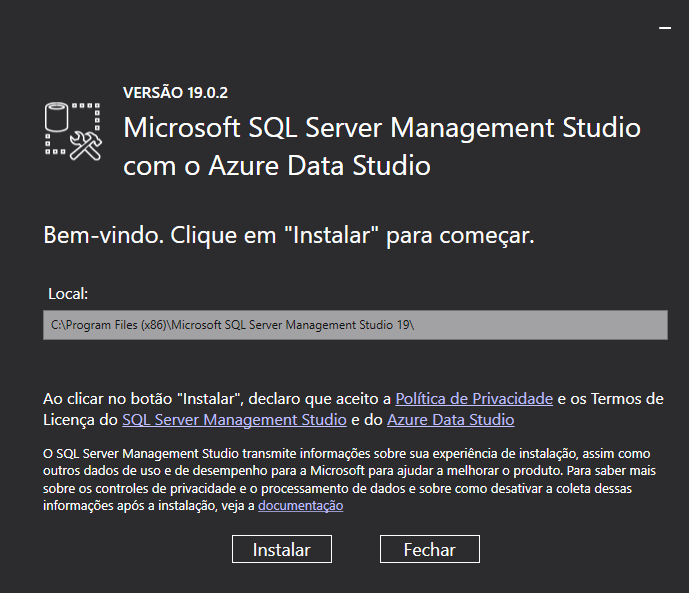 VERSÃO 19.0.2
Microsoft SQL Server Management Studio
com o Azure Data Studio
Bem-vindo. Clique em "Instalar" para começar.
Local:
C:\Program Files (x86)\Microsoft SQL Server Management Studio 19\
Ao clicar no botão "Instalar", declaro que aceito a Política de Privacidade e os Termos de
Licença do SQL Server Management Studio e do Azure Data Studio
O SQL Server Management Studio transmite informações sobre sua experiência de instalação, assim como
outros dados de uso e de desempenho para a Microsoft para ajudar a melhorar o produto. Para saber mais
sobre os controles de privacidade e o processamento de dados e sobre como desativar a coleta dessas
informações após a instalação, veja a documentação
Instalar
Fechar